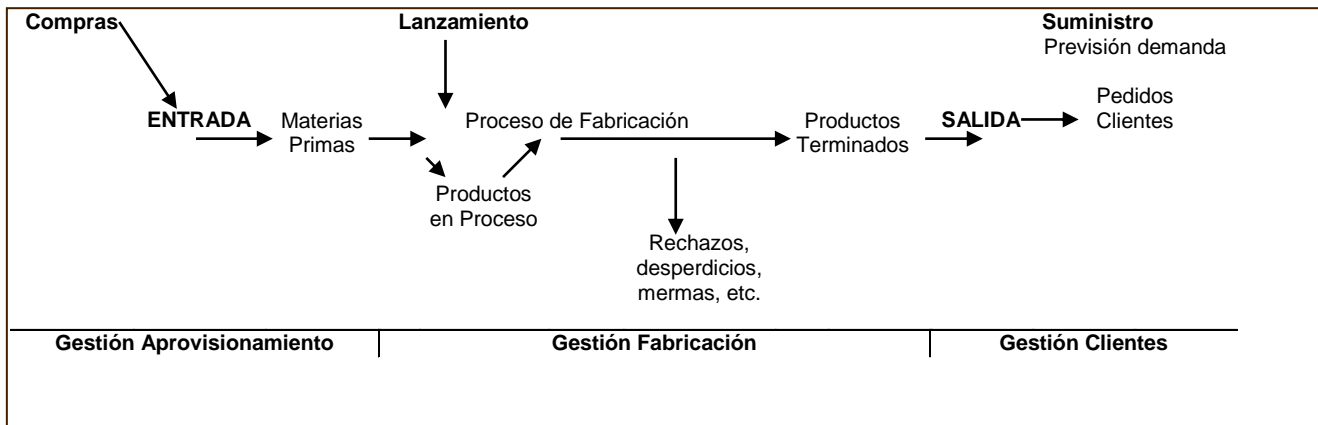 Compras
Lanzamiento
Suministro
Previsión demanda
ENTRADA
Materias
Primas
Proceso de Fabricación
Productos
Terminados
SALIDA
Pedidos
Clientes
Productos
en Proceso
Rechazos,
desperdicios,
mermas, etc.
Gestión Aprovisionamiento
Gestión Fabricación
Gestión Clientes